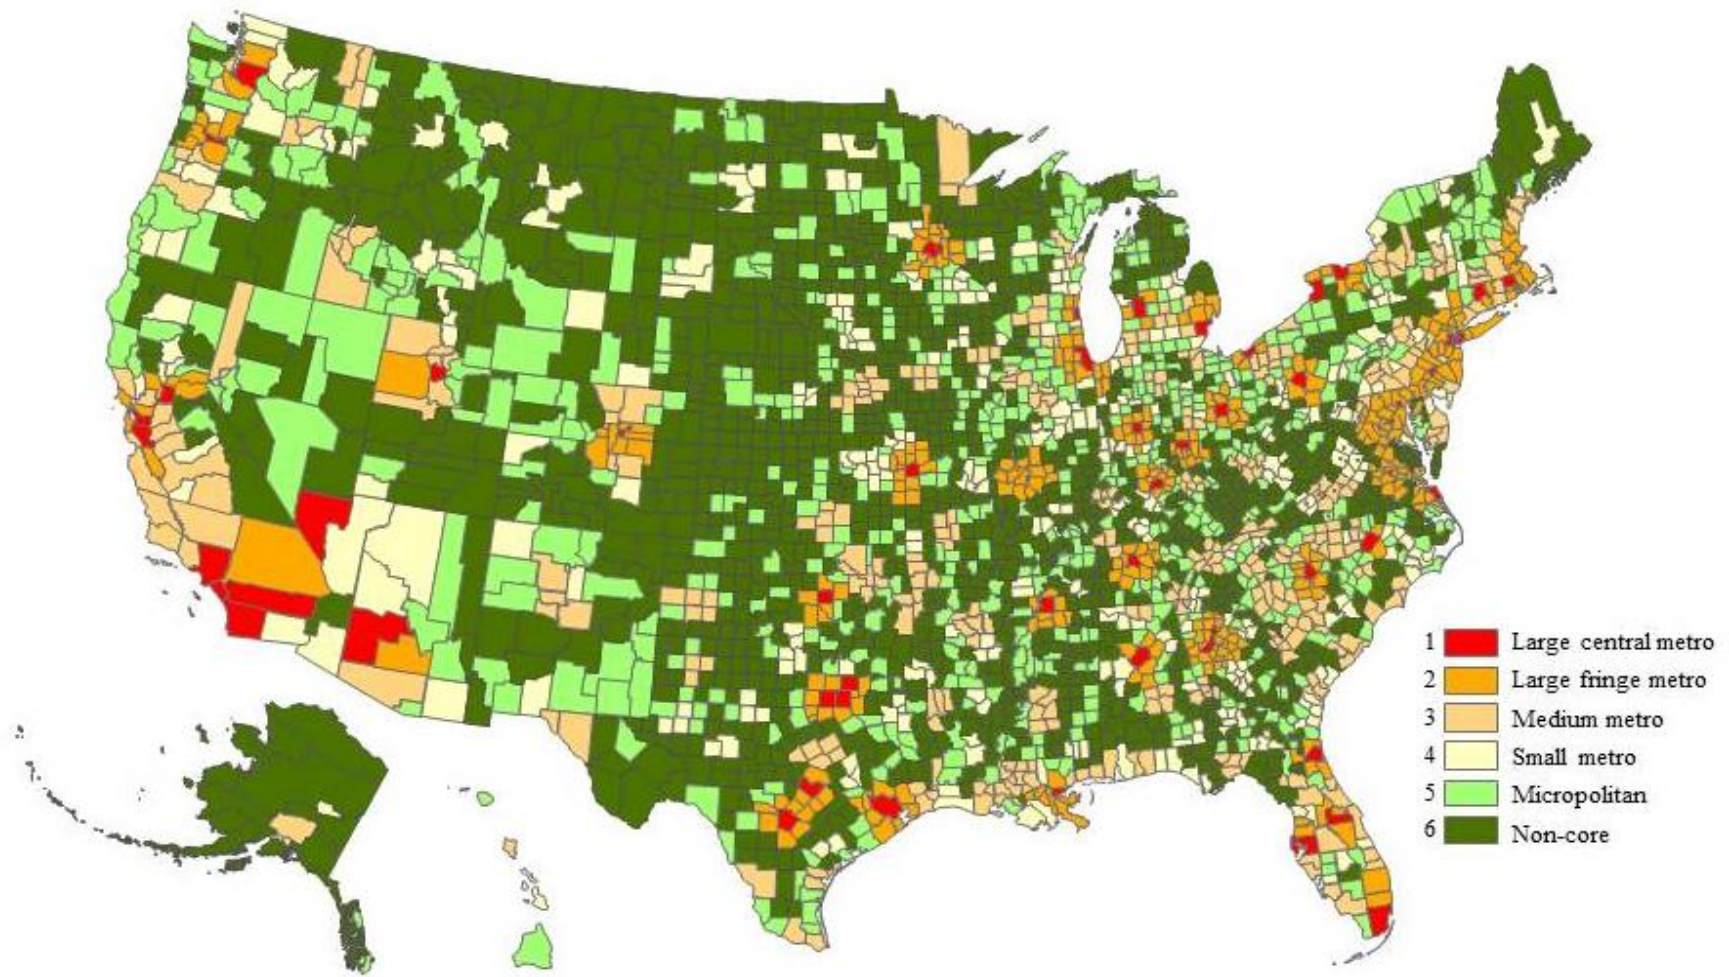 1 Large central metro
2 Large fringe metro
3 Medium metro
4 Small metro
5 Micropolitan
6 Non-core